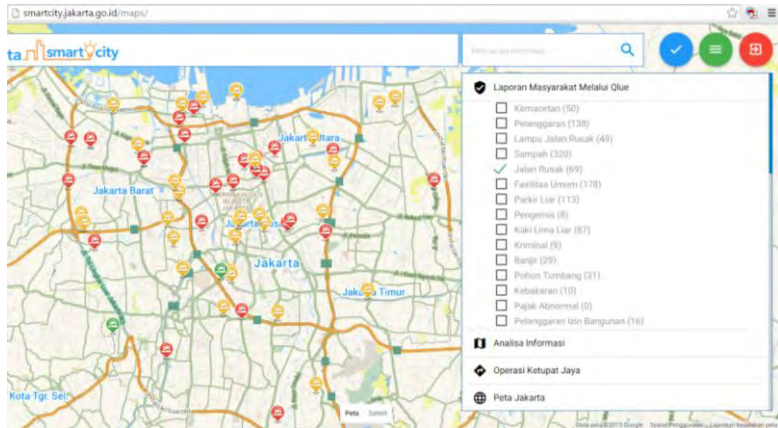 smartcity.jakarta.go.id/maps/
ta smart city
Laporan Masyarakat Melalui Qlue
Kemacetan (50)
Pelanggaran (138)
Lampu Jalan Rusak (49)
Sampah (320)
Jalan Rusak (69)
Fasilitas Umum (178)
Parkir Liar (113)
Pengemis (8)
Kaki Lima Liar (87)
Kriminal (9)
Banjir (29)
Pohon Tumbang (31)
Kebakaran (10)
Pajak Abnormal (0)
Pelanggaran Izin Bangunan (16)
Analisa Informasi
Operasi Ketupat Jaya
Peta Jakarta
Jakarta Utara
Jakarta Barat
Jakarta
Jakarta Timur
Kota Tgr. Sel.
Peta Satelit